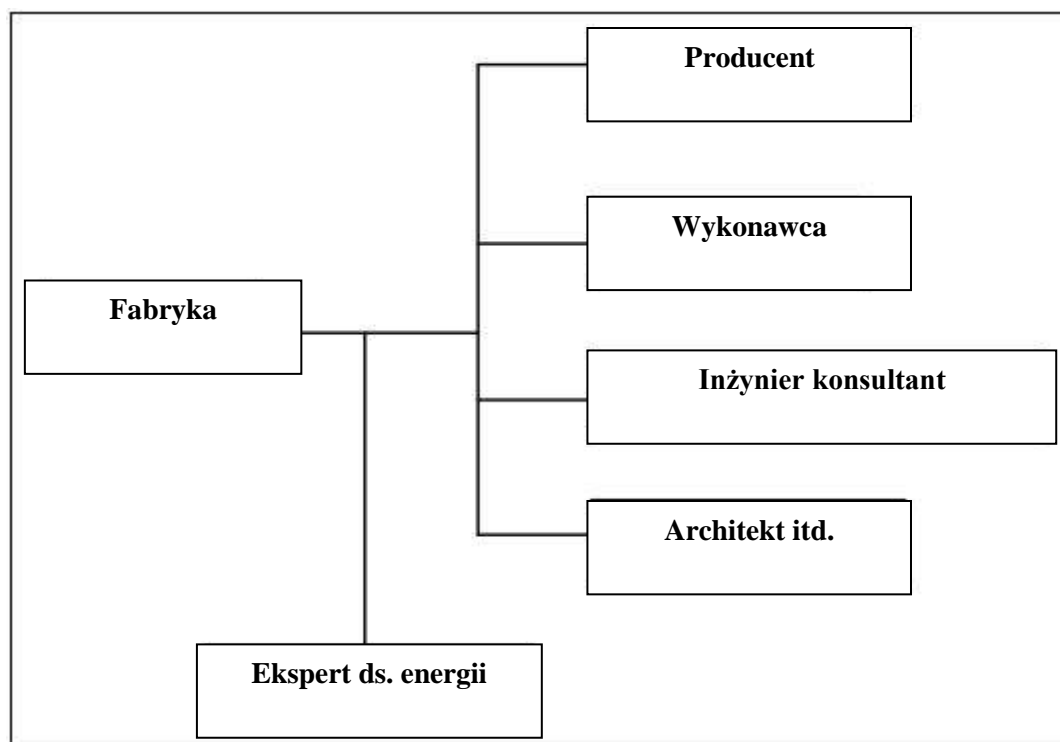 Producent
Wykonawca
Fabryka
Inżynier konsultant
Architekt itd.
Ekspert ds. energii